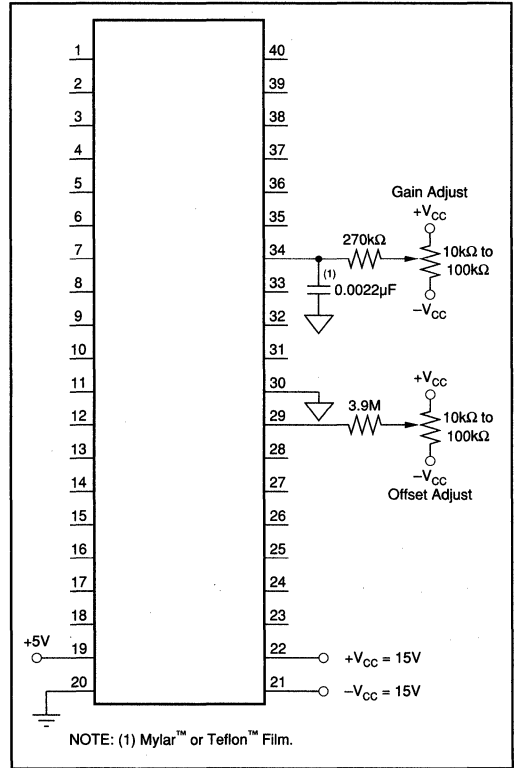 1 40
2 39
3 38
4 37
5 36
6 35
7 34
8 33
9 32
10 31
11 30
12 29
13 28
14 27
15 26
16 25
17 24
18 23
19 22
20 21
Gain Adjust
+VCC
270kΩ
10kΩ to
100kΩ
(1)
0.0022µF
–VCC
+VCC
3.9M
10kΩ to
100kΩ
–VCC
Offset Adjust
+5V
+VCC = 15V
–VCC = 15V
NOTE: (1) Mylar™ or Teflon™ Film.